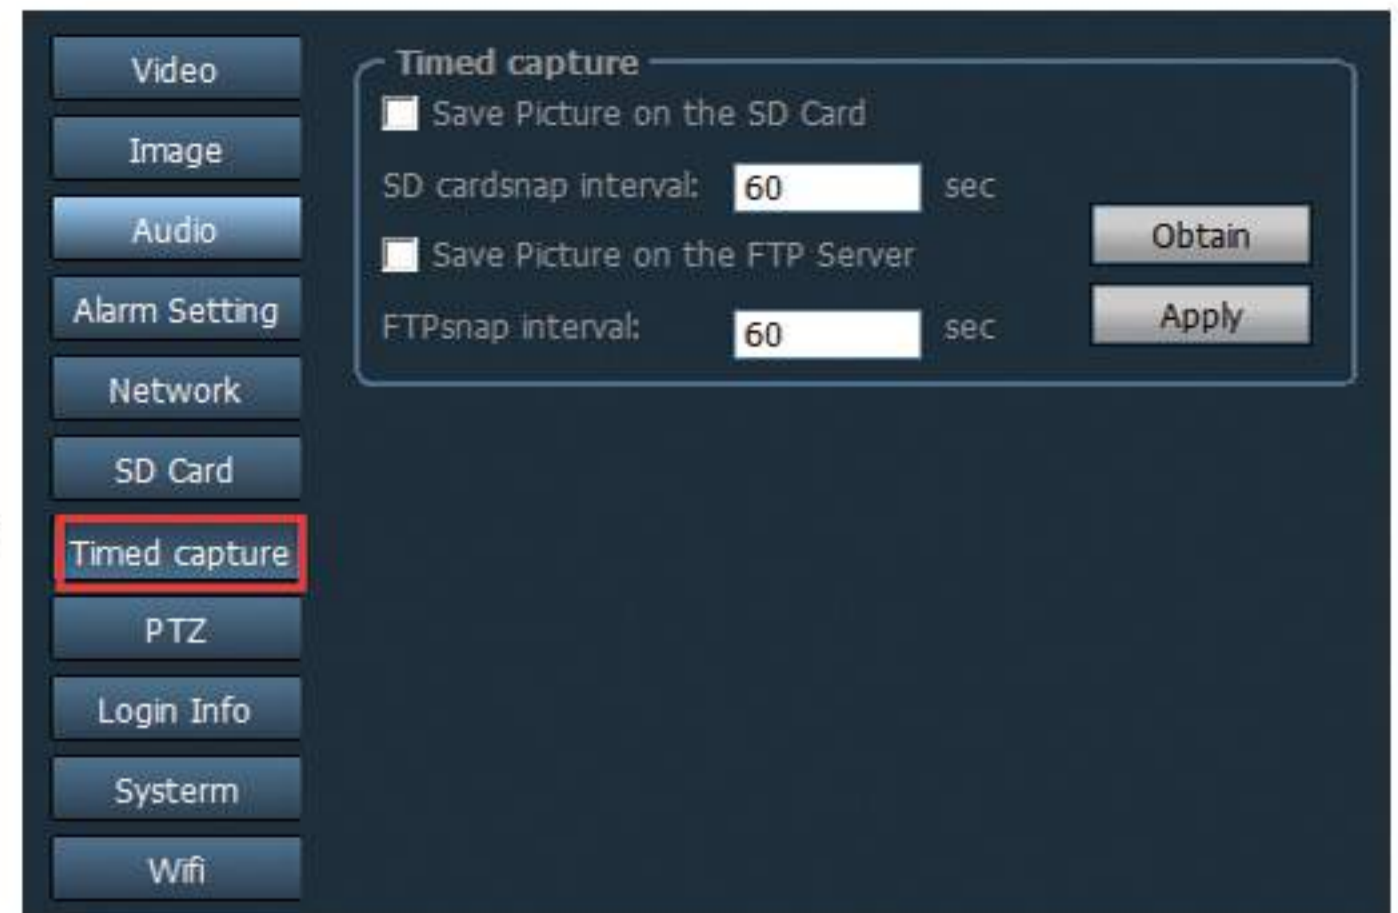 Video
Image
Audio
Alarm Setting
Network
SD Card
Timed capture
PTZ
Login Info
Systerm
Wifi
Timed capture
Save Picture on the SD Card
SD cardsnap interval: 60 sec
Save Picture on the FTP Server
FTPsnap interval: 60 sec
Obtain
Apply